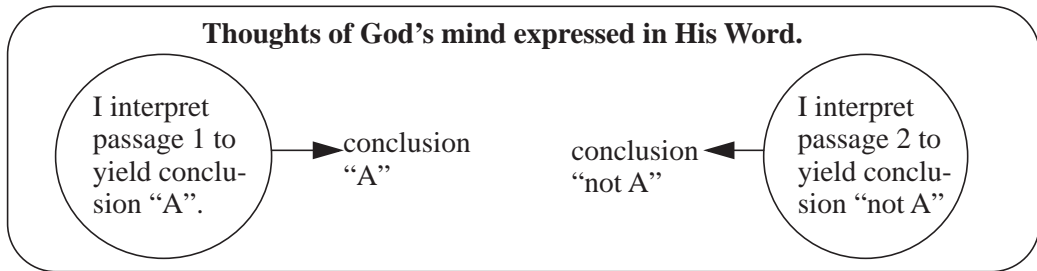 Thoughts of God’s mind expressed in His Word.
I interpret
passage 1 to
yield conclu-
sion “A”.
conclusion
“A”
conclusion
“not A”
I interpret
passage 2 to
yield conclu-
sion “not A”